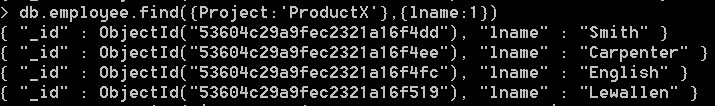 > db.employee.find({Project:'ProductX'},{lname:1})
{ "_id" : ObjectId("53604c29a9fec2321a16f4dd"), "lname" : "Smith" }
{ "_id" : ObjectId("53604c29a9fec2321a16f4ee"), "lname" : "Carpenter" }
{ "_id" : ObjectId("53604c29a9fec2321a16f4fc"), "lname" : "English" }
{ "_id" : ObjectId("53604c29a9fec2321a16f519"), "lname" : "Lewallen" }